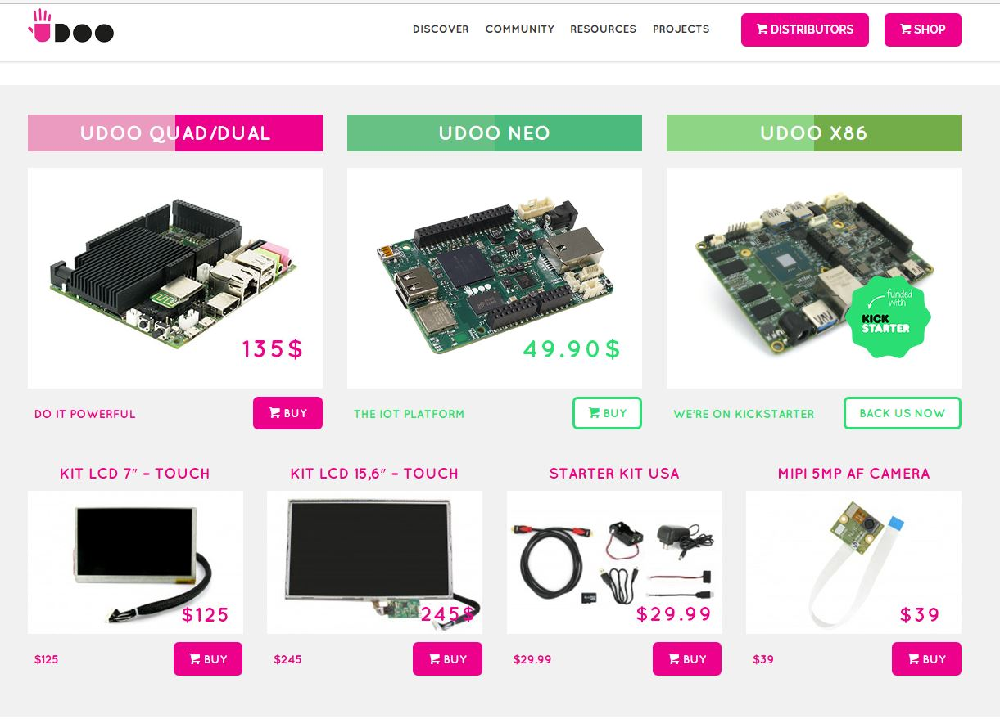 UDOO
DISCOVER
COMMUNITY
RESOURCES
PROJECTS
DISTRIBUTORS
SHOP
UDOO QUAD/DUAL
UDOO NEO
UDOO X86
135$
49.90$
funded
with
KICK
STARTER
DO IT POWERFUL
BUY
THE IOT PLATFORM
BUY
WE'RE ON KICKSTARTER
BACK US NOW
KIT LCD 7″ – TOUCH
KIT LCD 15,6″ – TOUCH
STARTER KIT USA
MIPI 5MP AF CAMERA
$125
245$
$29.99
$39
$125
BUY
$245
BUY
$29.99
BUY
$39
BUY